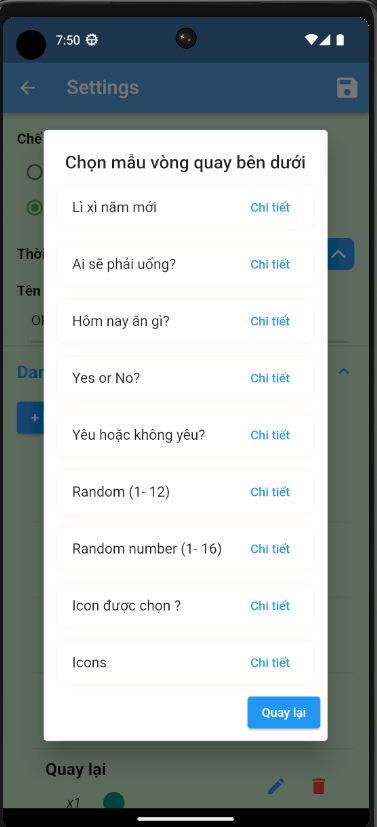 7:50
Settings
Chế
Chọn mẫu vòng quay bên dưới
Lì xì năm mới Chi tiết
Ai sẽ phải uống? Chi tiết
Thời
Tên
Hôm nay ăn gì? Chi tiết
Yes or No? Chi tiết
+
Yêu hoặc không yêu? Chi tiết
Random (1- 12) Chi tiết
Random number (1- 16) Chi tiết
Icon được chọn ? Chi tiết
Icons Chi tiết
Quay lại
Quay lại
x1